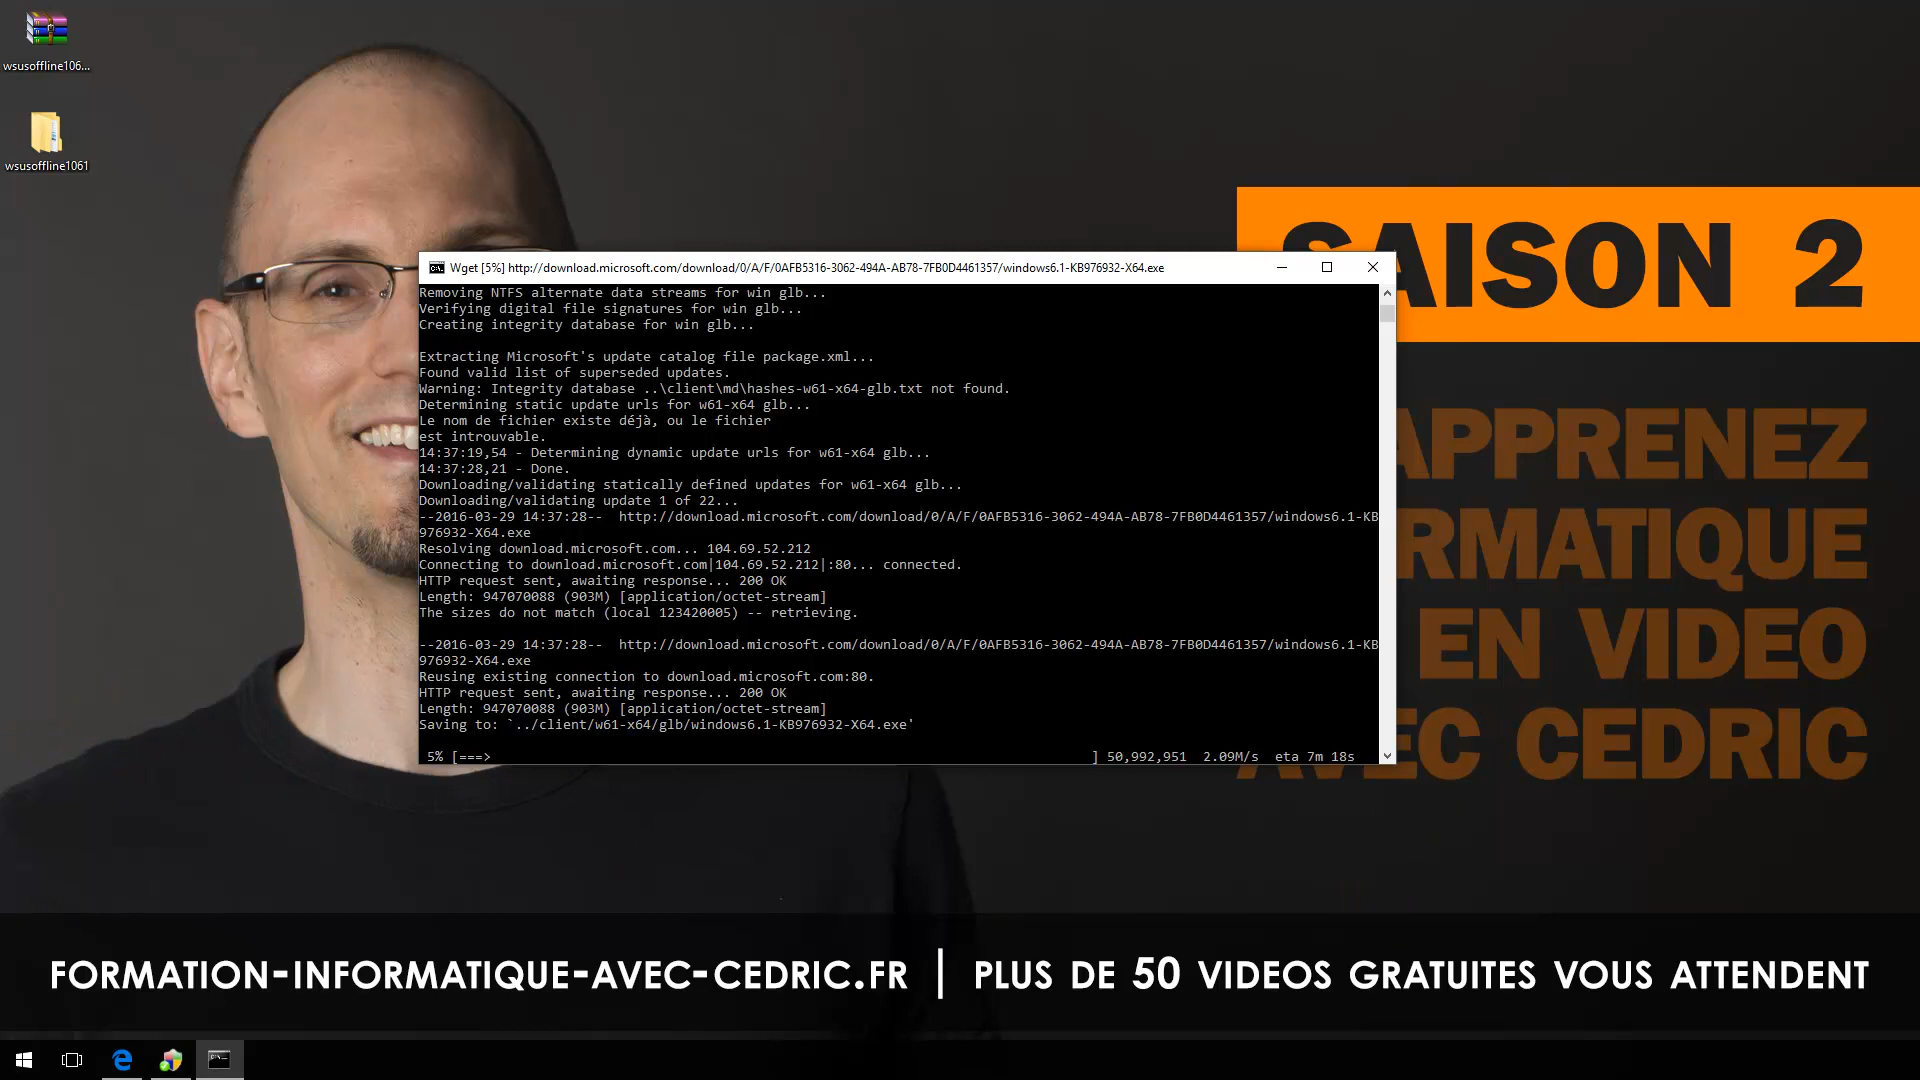 wsusoffline106...
wsusoffline1061
SAISON 2
APPRENEZ
RMATIQUE
EN VIDEO
AVEC CEDRIC
Wget [5%] http://download.microsoft.com/download/0/A/F/0AFB5316-3062-494A-AB78-7FB0D4461357/windows6.1-KB976932-X64.exe
Removing NTFS alternate data streams for win glb...
Verifying digital file signatures for win glb...
Creating integrity database for win glb...
Extracting Microsoft's update catalog file package.xml...
Found valid list of superseded updates.
Warning: Integrity database ..\client\md\hashes-w61-x64-glb.txt not found.
Determining static update urls for w61-x64 glb...
Le nom de fichier existe déjà, ou le fichier
est introuvable.
14:37:19,54 - Determining dynamic update urls for w61-x64 glb...
14:37:28,21 - Done.
Downloading/validating statically defined updates for w61-x64 glb...
Downloading/validating update 1 of 22...
--2016-03-29 14:37:28--  http://download.microsoft.com/download/0/A/F/0AFB5316-3062-494A-AB78-7FB0D4461357/windows6.1-KB
976932-X64.exe
Resolving download.microsoft.com... 104.69.52.212
Connecting to download.microsoft.com|104.69.52.212|:80... connected.
HTTP request sent, awaiting response... 200 OK
Length: 947070088 (903M) [application/octet-stream]
The sizes do not match (local 123420005) -- retrieving.
--2016-03-29 14:37:28--  http://download.microsoft.com/download/0/A/F/0AFB5316-3062-494A-AB78-7FB0D4461357/windows6.1-KB
976932-X64.exe
Reusing existing connection to download.microsoft.com:80.
HTTP request sent, awaiting response... 200 OK
Length: 947070088 (903M) [application/octet-stream]
Saving to: `../client/w61-x64/glb/windows6.1-KB976932-X64.exe'
5% [===> ] 50,992,951  2.09M/s  eta 7m 18s
FORMATION-INFORMATIQUE-AVEC-CEDRIC.FR | PLUS DE 50 VIDEOS GRATUITES VOUS ATTENDENT